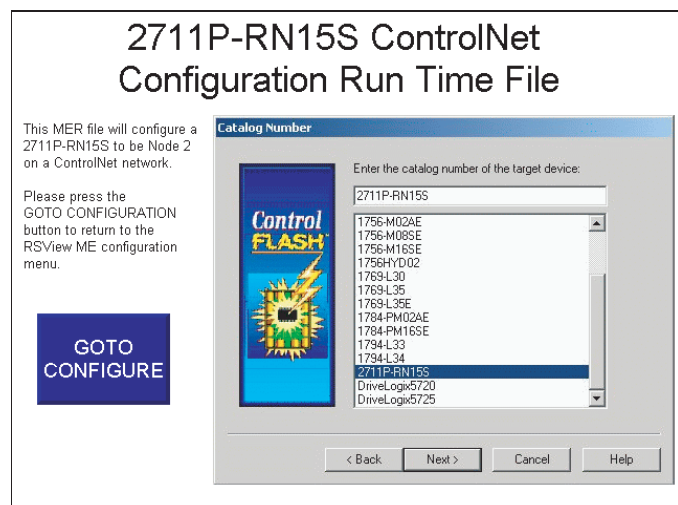 2711P-RN15S ControlNet
Configuration Run Time File
This MER file will configure a
2711P-RN15S to be Node 2
on a ControlNet network.
Please press the
GOTO CONFIGURATION
button to return to the
RSView ME configuration
menu.
GOTO
CONFIGURE
Catalog Number
Control
FLASH
Enter the catalog number of the target device:
2711P-RN15S
1756-M02AE
1756-M08SE
1756-M16SE
1756HYD02
1769-L30
1769-L35
1769-L35E
1784-PM02AE
1784-PM16SE
1794-L33
1794-L34
2711P-RN15S
DriveLogix5720
DriveLogix5725
< Back
Next >
Cancel
Help